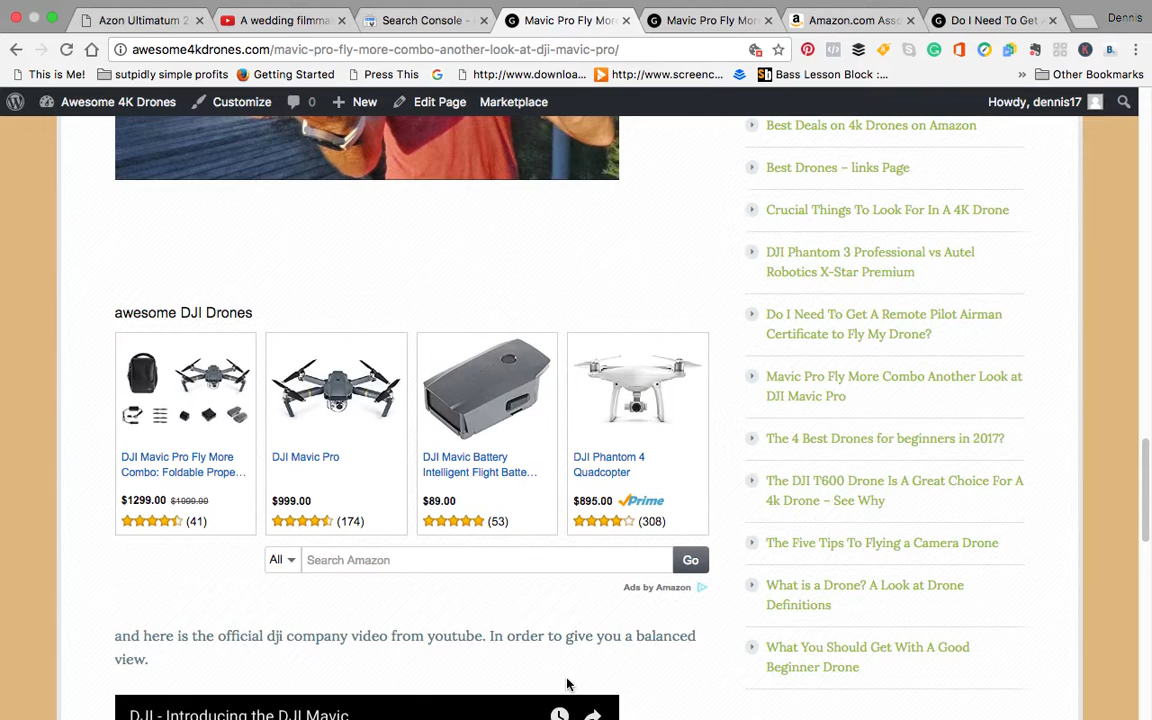 Azon Ultimatum 2
A wedding filmma
Search Console -
Mavic Pro Fly More
Mavic Pro Fly Mor
Amazon.com Asso
Do I Need To Get A
Dennis
awesome4kdrones.com/mavic-pro-fly-more-combo-another-look-at-dji-mavic-pro/
This is Me!
sutpidly simple profits
Getting Started
Press This
http://www.downloa...
http://www.screenc...
Bass Lesson Block :...
Other Bookmarks
Awesome 4K Drones
Customize
0
New
Edit Page
Marketplace
Howdy, dennis17
Best Deals on 4k Drones on Amazon
Best Drones – links Page
Crucial Things To Look For In A 4K Drone
DJI Phantom 3 Professional vs Autel
Robotics X-Star Premium
Do I Need To Get A Remote Pilot Airman
Certificate to Fly My Drone?
Mavic Pro Fly More Combo Another Look at
DJI Mavic Pro
The 4 Best Drones for beginners in 2017?
The DJI T600 Drone Is A Great Choice For A
4k Drone – See Why
The Five Tips To Flying a Camera Drone
What is a Drone? A Look at Drone
Definitions
What You Should Get With A Good
Beginner Drone
awesome DJI Drones
DJI Mavic Pro Fly More
Combo: Foldable Prope...
$1299.00
(41)
DJI Mavic Pro
$999.00
(174)
DJI Mavic Battery
Intelligent Flight Batte...
$89.00
(53)
DJI Phantom 4
Quadcopter
$895.00 Prime
(308)
All
Search Amazon
Go
Ads by Amazon
and here is the official dji company video from youtube. In order to give you a balanced
view.
DJI - Introducing the DJI Mavic